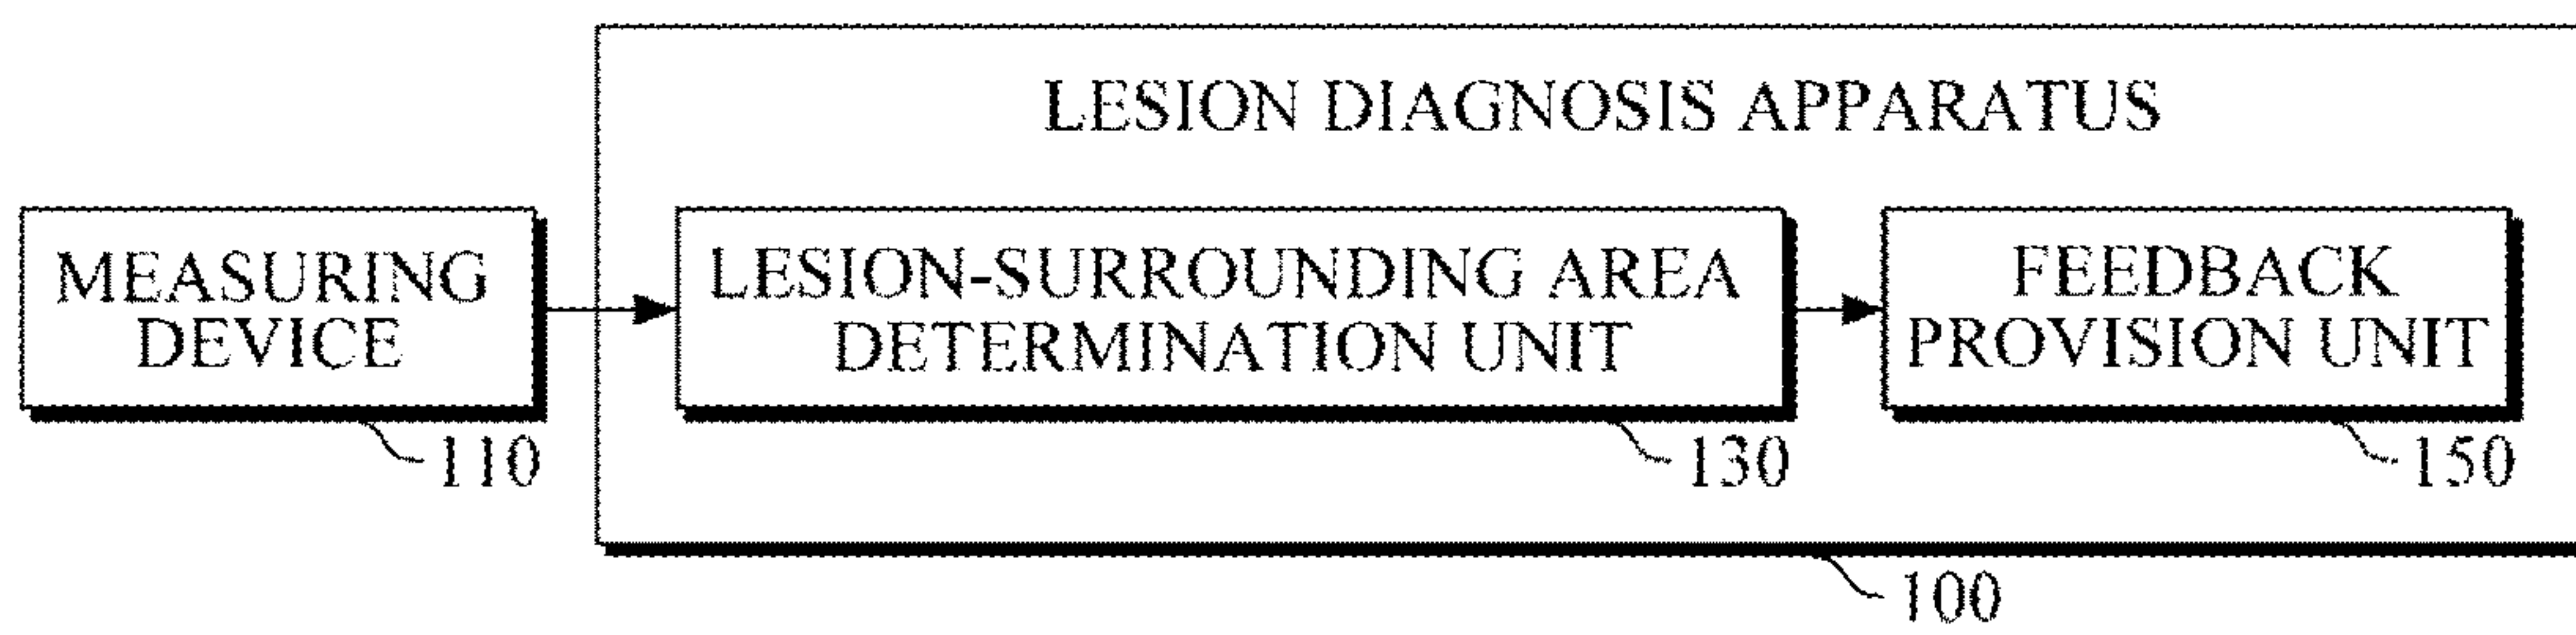 LESION DIAGNOSIS APPARATUS
MEASURING
DEVICE
110
LESION-SURROUNDING AREA
DETERMINATION UNIT
130
FEEDBACK
PROVISION UNIT
150
100